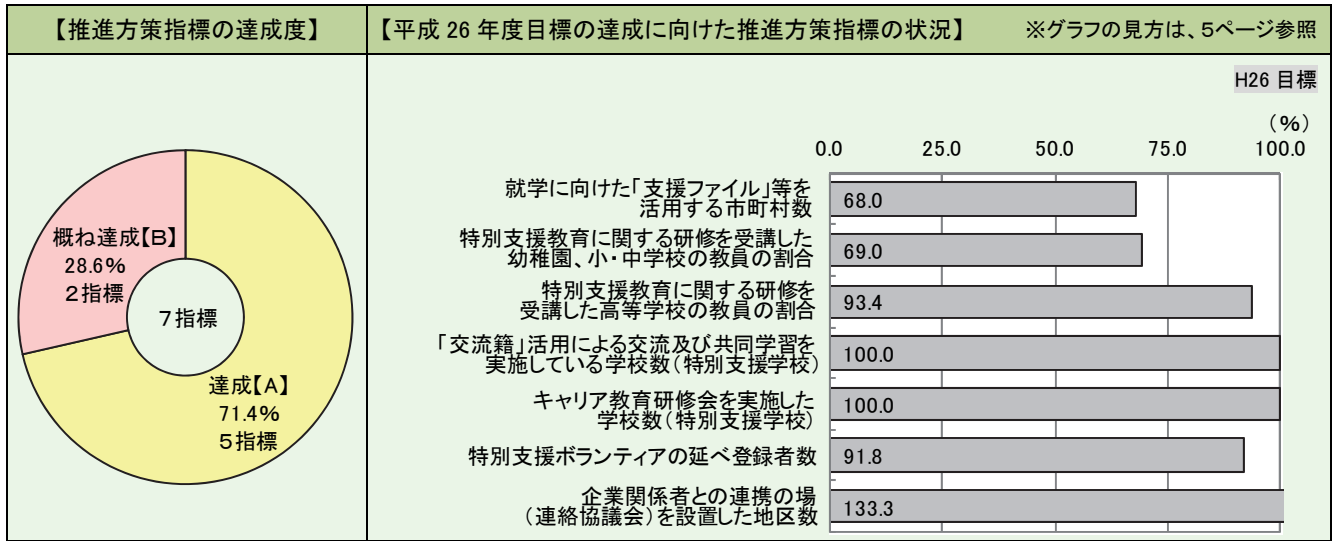 【推進方策指標の達成度】
【平成 26 年度目標の達成に向けた推進方策指標の状況】 ※グラフの見方は、5ページ参照
概ね達成【B】
28.6%
2指標
7指標
達成【A】
71.4%
5指標
H26 目標
(%)
0.0 25.0 50.0 75.0 100.0
就学に向けた「支援ファイル」等を
活用する市町村数
68.0
特別支援教育に関する研修を受講した
幼稚園、小・中学校の教員の割合
69.0
特別支援教育に関する研修を
受講した高等学校の教員の割合
93.4
「交流籍」活用による交流及び共同学習を
実施している学校数(特別支援学校)
100.0
キャリア教育研修会を実施した
学校数(特別支援学校)
100.0
特別支援ボランティアの延べ登録者数
91.8
企業関係者との連携の場
(連絡協議会)を設置した地区数
133.3